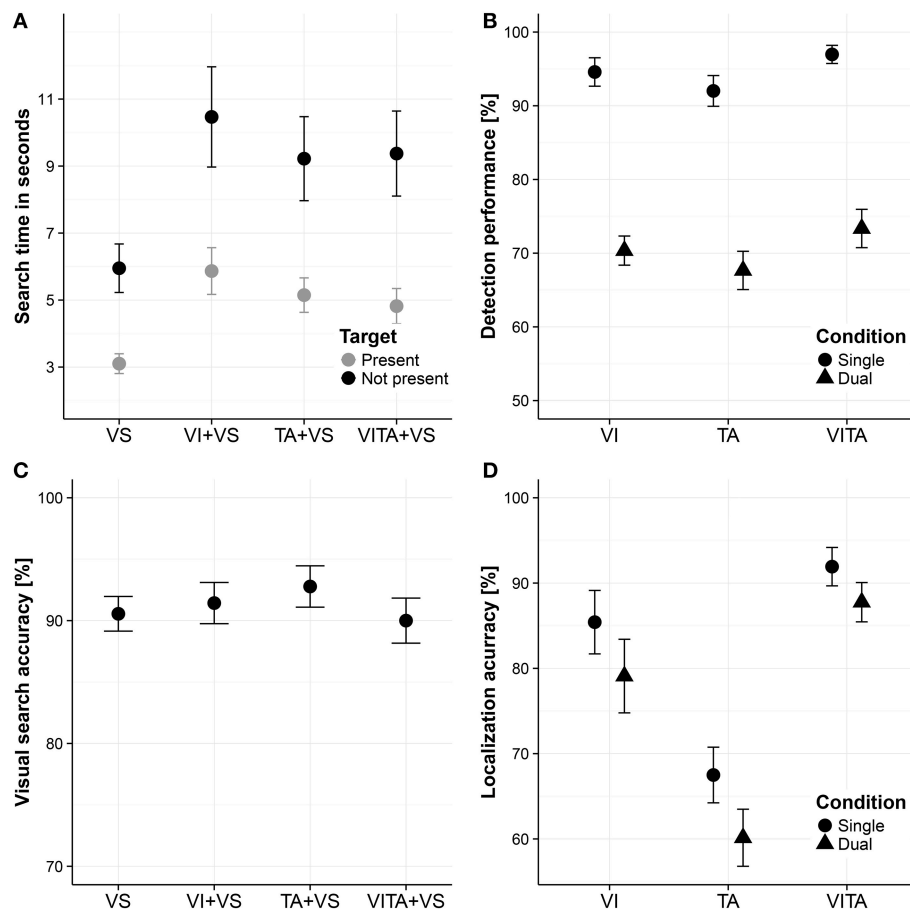 A
Search time in seconds
11
9
7
5
3
Target
Present
Not present
VS VI+VS TA+VS VITA+VS
B
Detection performance [%]
100
90
80
70
60
50
Condition
Single
Dual
VI TA VITA
C
Visual search accuracy [%]
100
90
80
70
VS VI+VS TA+VS VITA+VS
D
Localization acurracy [%]
100
90
80
70
60
Condition
Single
Dual
VI TA VITA